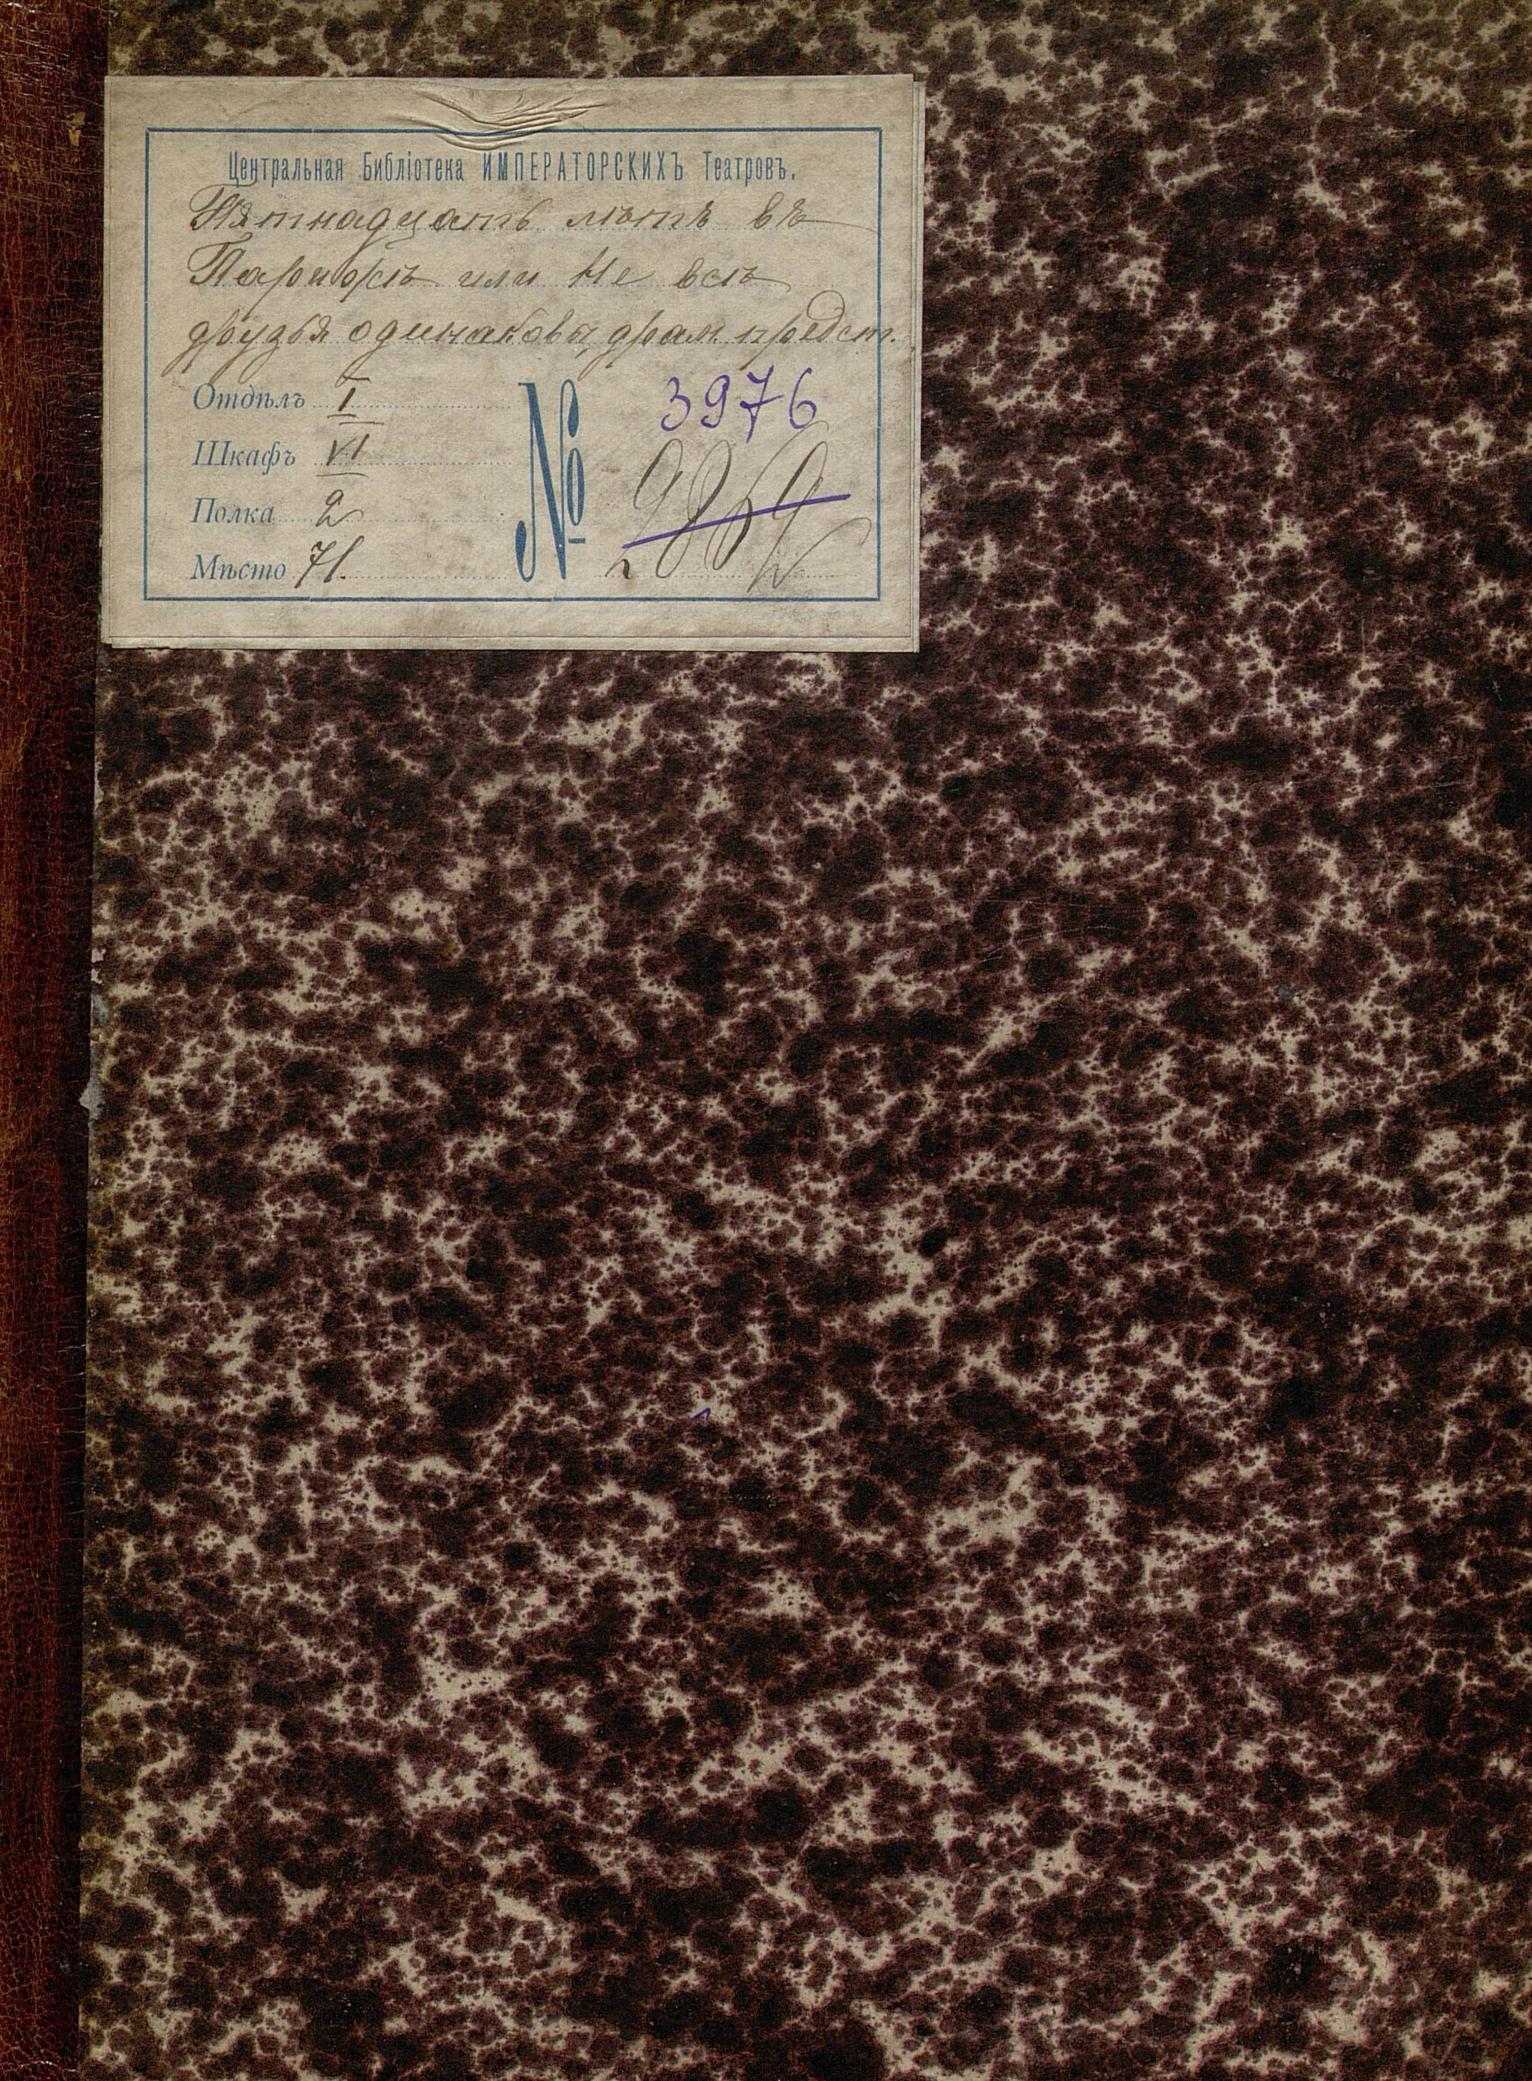 Центральная Библіотека ИМПЕРАТОРСКИХЪ Театровъ.
Пятнадцать лѣтъ въ
Парижѣ или Не всѣ
друзья одинаковы, драм. предст.
Отдѣлъ I
Шкафъ VI
Полка 2
Мѣсто 71.
№ 3976